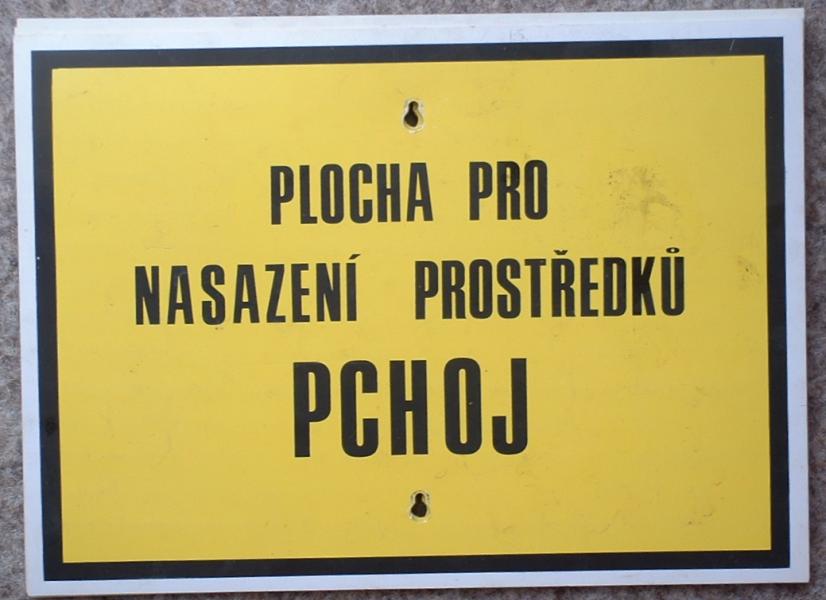 PLOCHA PRO
NASAZENÍ PROSTŘEDKŮ
PCHOJ